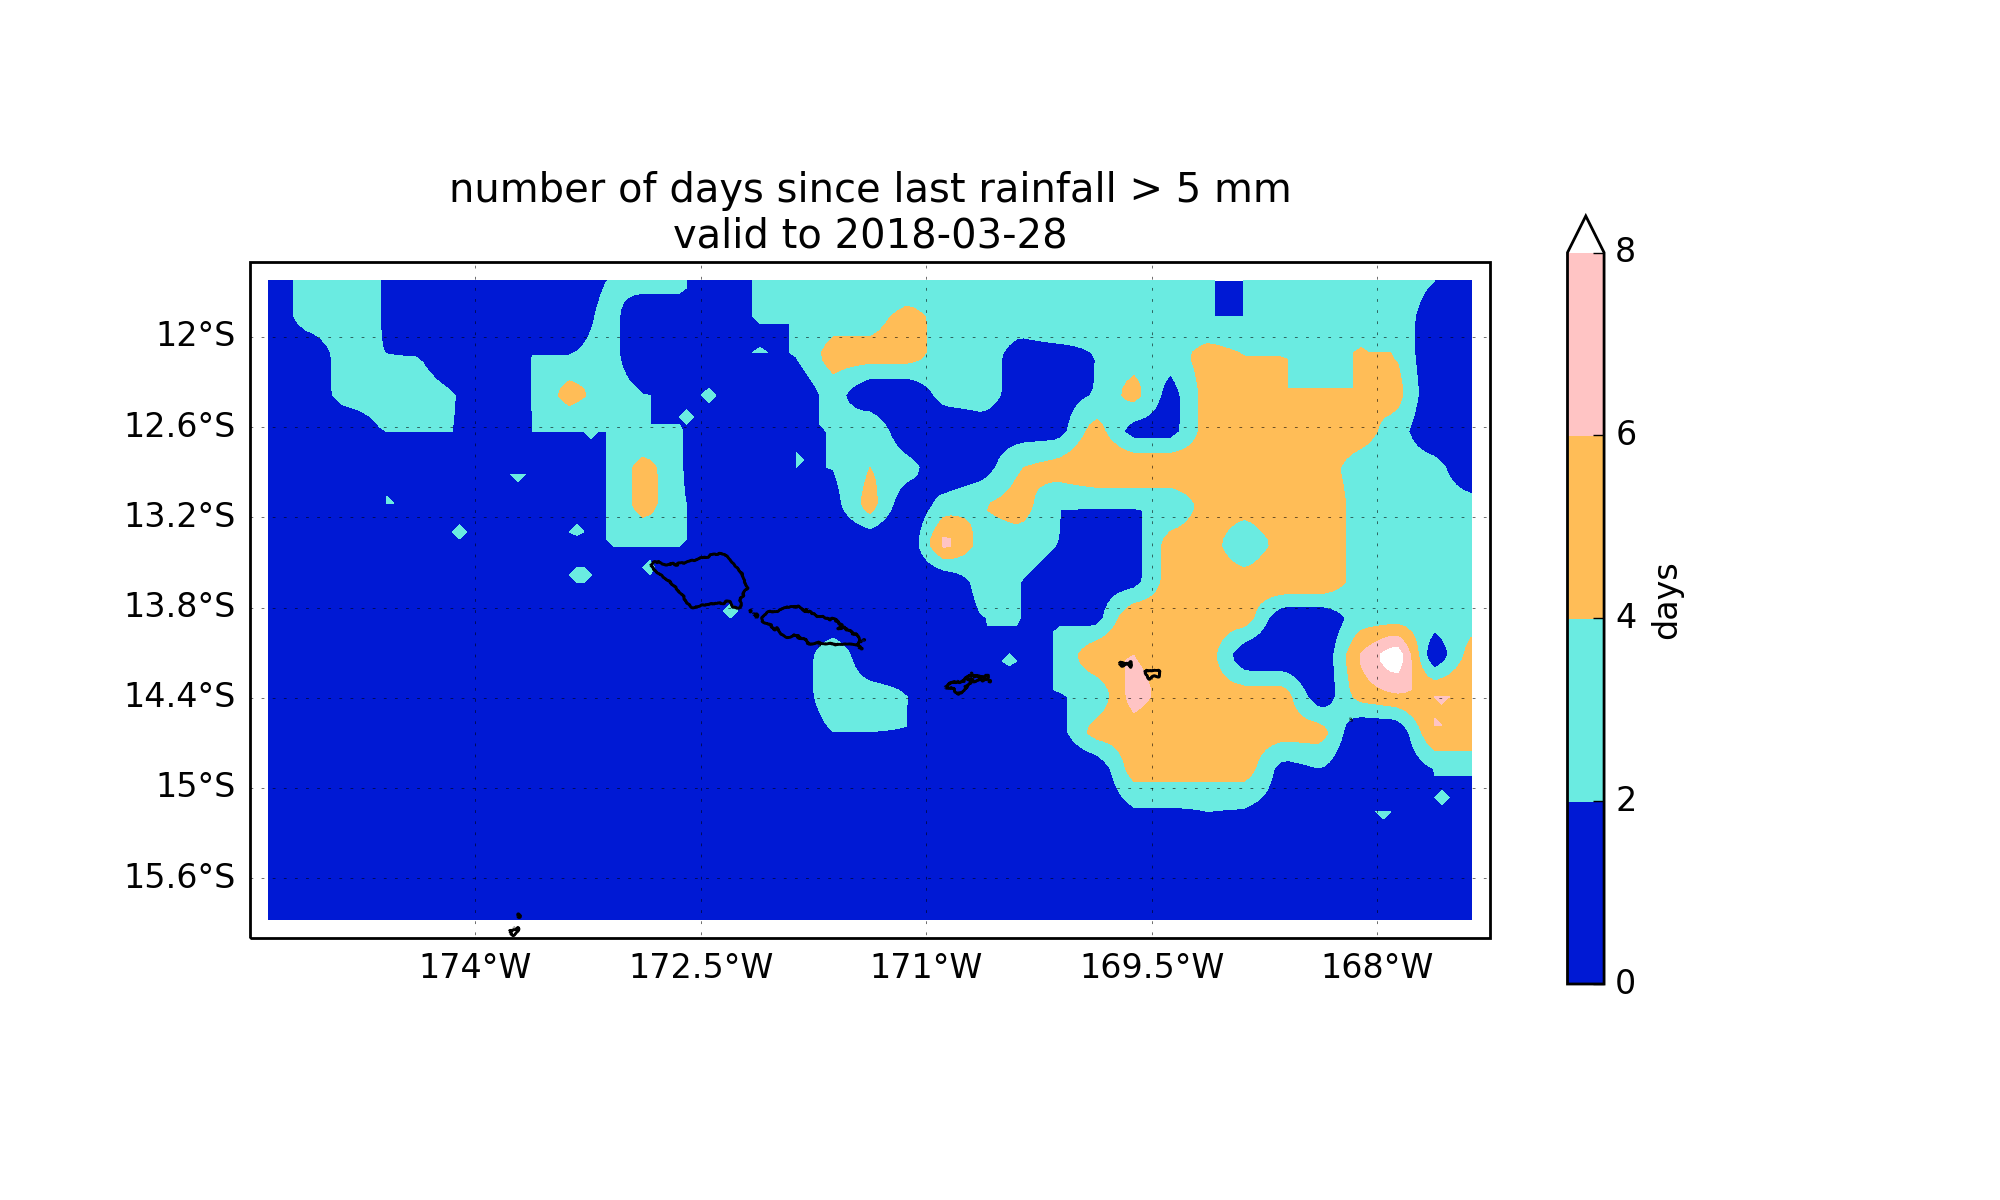 number of days since last rainfall > 5 mm
valid to 2018-03-28
12°S
12.6°S
13.2°S
13.8°S
14.4°S
15°S
15.6°S
174°W 172.5°W 171°W 169.5°W 168°W
8
6
4
2
0
days